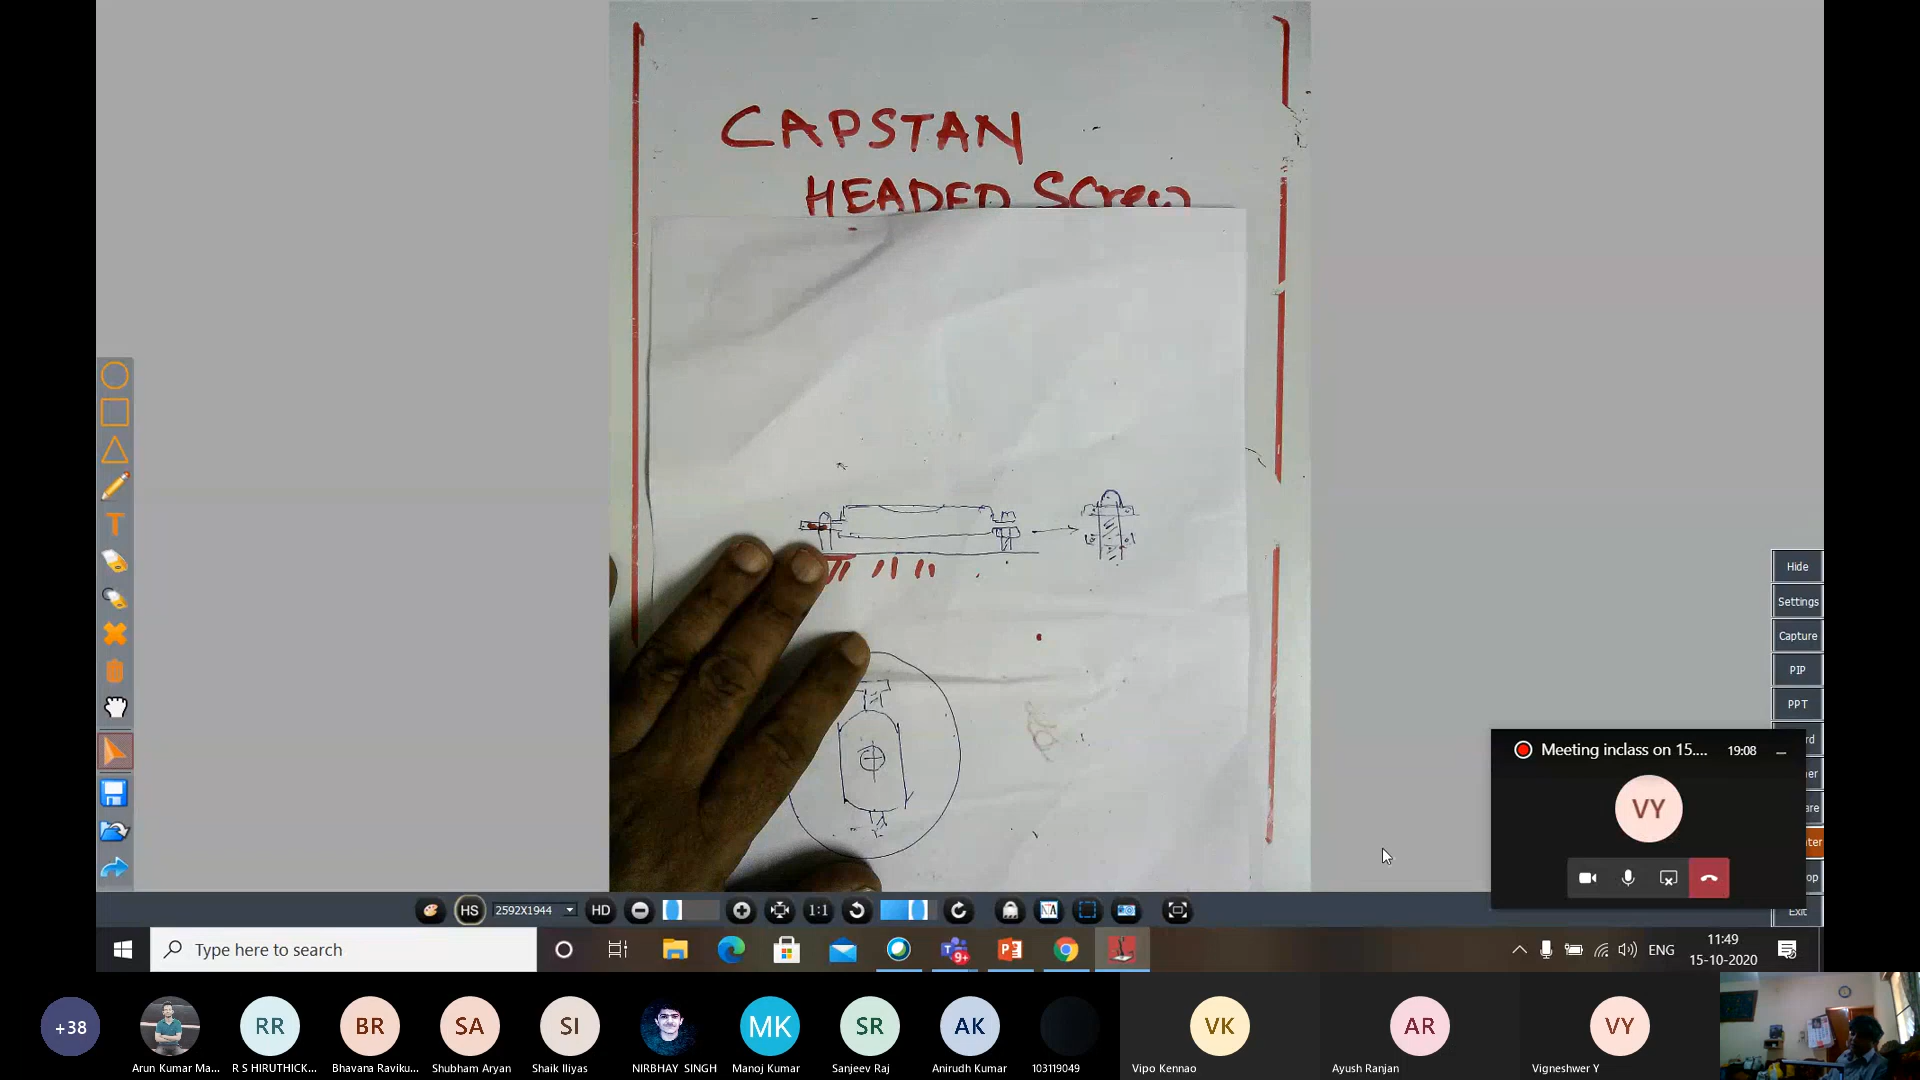 CAPSTAN
HEADED Screw
Hide
Settings
Capture
PIP
PPT
Meeting inclass on 15.... 19:08
VY
Exit
HS 2592X1944 HD 1:1
Type here to search
9+
ENG
11:49
15-10-2020
+38 RR BR SA SI MK SR AK VK AR VY
Arun Kumar Ma... R S HIRUTHICK... Bhavana Raviku... Shubham Aryan Shaik Iliyas NIRBHAY SINGH Manoj Kumar Sanjeev Raj Anirudh Kumar 103119049 Vipo Kennao Ayush Ranjan Vigneshwer Y